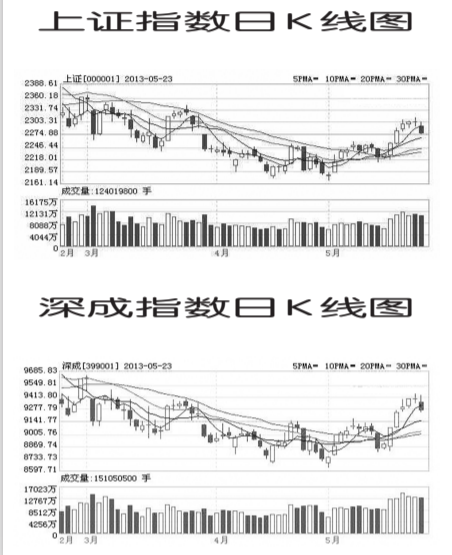 上证指数日K线图
上证[000001] 2013-05-23 5PMA 10PMA 20PMA 30PMA
2388.61
2360.18
2331.74
2303.31
2274.88
2246.44
2218.01
2189.57
2161.14
成交量:124019800 手
16175万
12131万
8088万
4044万
0
2月 3月 4月 5月
深成指数日K线图
深成[399001] 2013-05-23 5PMA 10PMA 20PMA 30PMA
9685.83
9549.81
9413.80
9277.79
9141.77
9005.76
8869.74
8733.73
8597.71
成交量:151050500 手
17023万
12767万
8512万
4256万
0
2月 3月 4月 5月